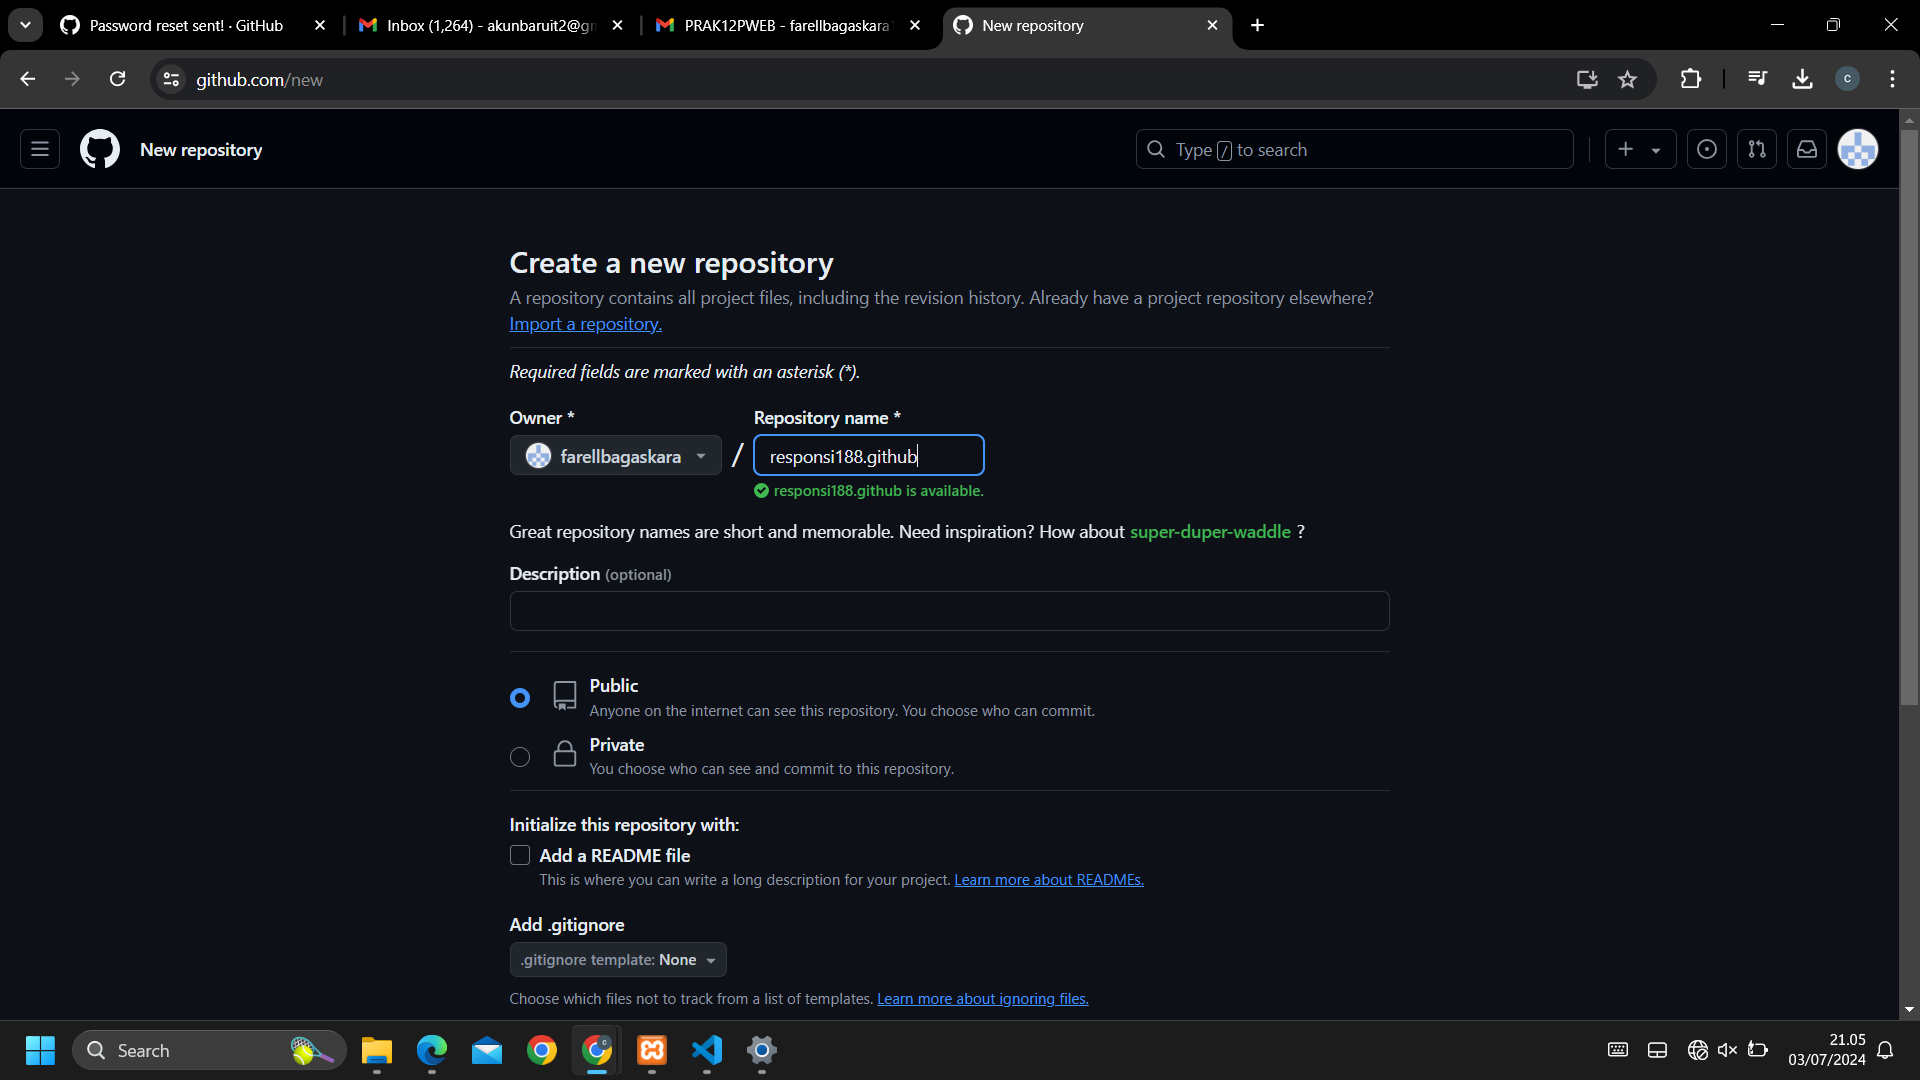 Password reset sent! · GitHub
Inbox (1,264) - akunbaruit2@gm
PRAK12PWEB - farellbagaskara1
New repository
github.com/new
New repository
Type / to search
Create a new repository
A repository contains all project files, including the revision history. Already have a project repository elsewhere?
Import a repository.
Required fields are marked with an asterisk (*).
Owner *
Repository name *
farellbagaskara
/
responsi188.github
responsi188.github is available.
Great repository names are short and memorable. Need inspiration? How about super-duper-waddle ?
Description (optional)
Public
Anyone on the internet can see this repository. You choose who can commit.
Private
You choose who can see and commit to this repository.
Initialize this repository with:
Add a README file
This is where you can write a long description for your project. Learn more about READMEs.
Add .gitignore
.gitignore template: None
Choose which files not to track from a list of templates. Learn more about ignoring files.
Search
21.05
03/07/2024